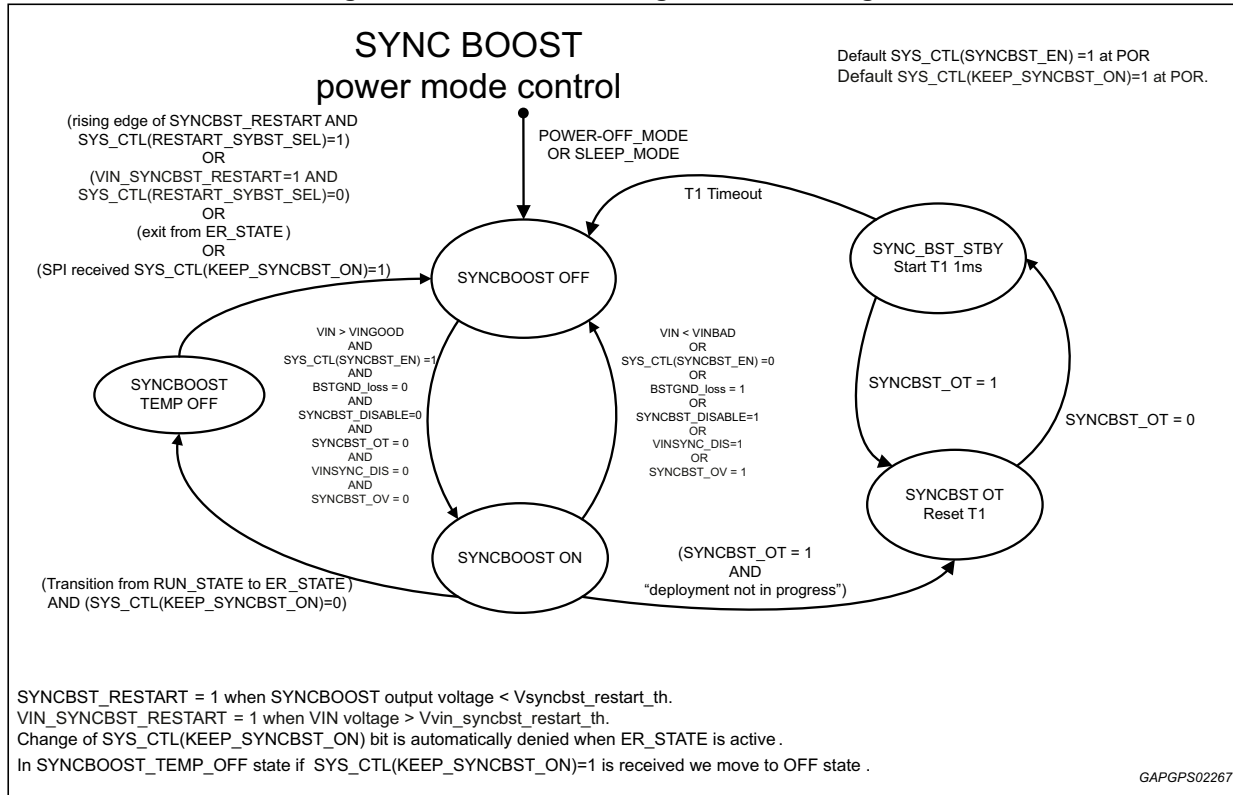 SYNC BOOST
power mode control
Default SYS_CTL(SYNCBST_EN) =1 at POR
Default SYS_CTL(KEEP_SYNCBST_ON)=1 at POR.
(rising edge of SYNCBST_RESTART AND
SYS_CTL(RESTART_SYBST_SEL)=1)
OR
(VIN_SYNCBST_RESTART=1 AND
SYS_CTL(RESTART_SYBST_SEL)=0)
OR
(exit from ER_STATE)
OR
(SPI received SYS_CTL(KEEP_SYNCBST_ON)=1)
POWER-OFF_MODE
OR SLEEP_MODE
T1 Timeout
SYNCBOOST OFF
SYNC_BST_STBY
Start T1 1ms
VIN > VINGOOD
AND
SYS_CTL(SYNCBST_EN) =1
AND
BSTGND_loss = 0
AND
SYNCBST_DISABLE=0
AND
SYNCBST_OT = 0
AND
VINSYNC_DIS = 0
AND
SYNCBST_OV = 0
VIN < VINBAD
OR
SYS_CTL(SYNCBST_EN) =0
OR
BSTGND_loss = 1
OR
SYNCBST_DISABLE=1
OR
VINSYNC_DIS=1
OR
SYNCBST_OV = 1
SYNCBOOST
TEMP OFF
SYNCBST_OT = 1
SYNCBST_OT = 0
SYNCBST OT
Reset T1
SYNCBOOST ON
(SYNCBST_OT = 1
AND
“deployment not in progress”)
(Transition from RUN_STATE to ER_STATE)
AND (SYS_CTL(KEEP_SYNCBST_ON)=0)
SYNCBST_RESTART = 1 when SYNCBOOST output voltage < Vsyncbst_restart_th.
VIN_SYNCBST_RESTART = 1 when VIN voltage > Vvin_syncbst_restart_th.
Change of SYS_CTL(KEEP_SYNCBST_ON) bit is automatically denied when ER_STATE is active .
In SYNCBOOST_TEMP_OFF state if SYS_CTL(KEEP_SYNCBST_ON)=1 is received we move to OFF state .
GAPGPS02267